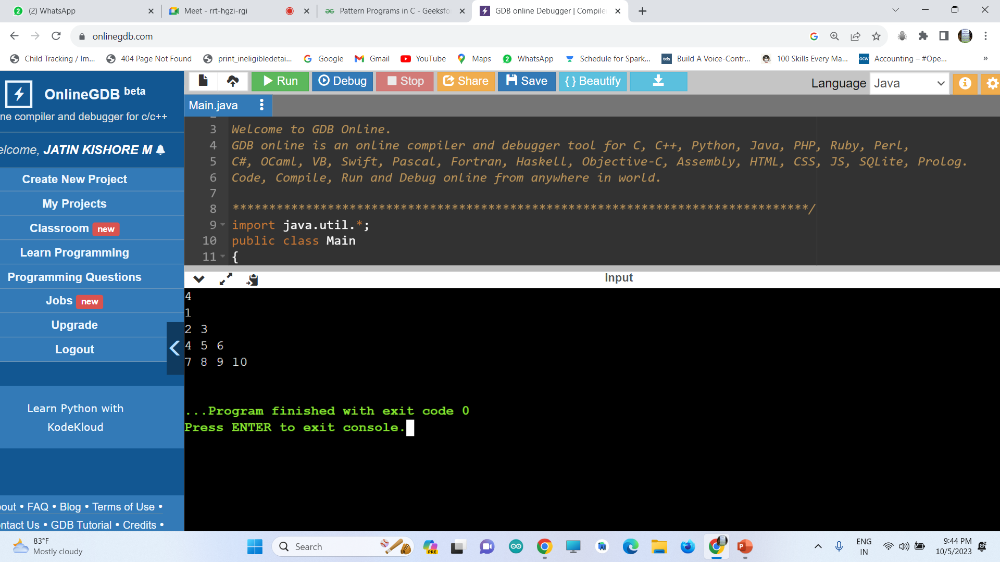 (2) WhatsApp
Meet - rrt-hgzi-rgi
Pattern Programs in C - Geeksfo
GDB online Debugger | Compile
onlinegdb.com
Child Tracking / Im...
404 Page Not Found
print_ineligibledetai...
Google
Gmail
YouTube
Maps
WhatsApp
Schedule for Spark...
tds Build A Voice-Contr...
100 Skills Every Ma...
ocw Accounting – #Ope...
»
OnlineGDB beta
ne compiler and debugger for c/c++
elcome, JATIN KISHORE M
Create New Project
My Projects
Classroom new
Learn Programming
Programming Questions
Jobs new
Upgrade
Logout
Learn Python with
KodeKloud
out • FAQ • Blog • Terms of Use •
ntact Us • GDB Tutorial • Credits •
Run
Debug
Stop
Share
Save
{ } Beautify
Language Java
Main.java
3 Welcome to GDB Online.
4 GDB online is an online compiler and debugger tool for C, C++, Python, Java, PHP, Ruby, Perl,
5 C#, OCaml, VB, Swift, Pascal, Fortran, Haskell, Objective-C, Assembly, HTML, CSS, JS, SQLite, Prolog.
6 Code, Compile, Run and Debug online from anywhere in world.
7
8 *******************************************************************************/
9 import java.util.*;
10 public class Main
11 {
input
4
1
2 3
4 5 6
7 8 9 10
...Program finished with exit code 0
Press ENTER to exit console.
83°F
Mostly cloudy
Search
PRE
ENG
IN
9:44 PM
10/5/2023